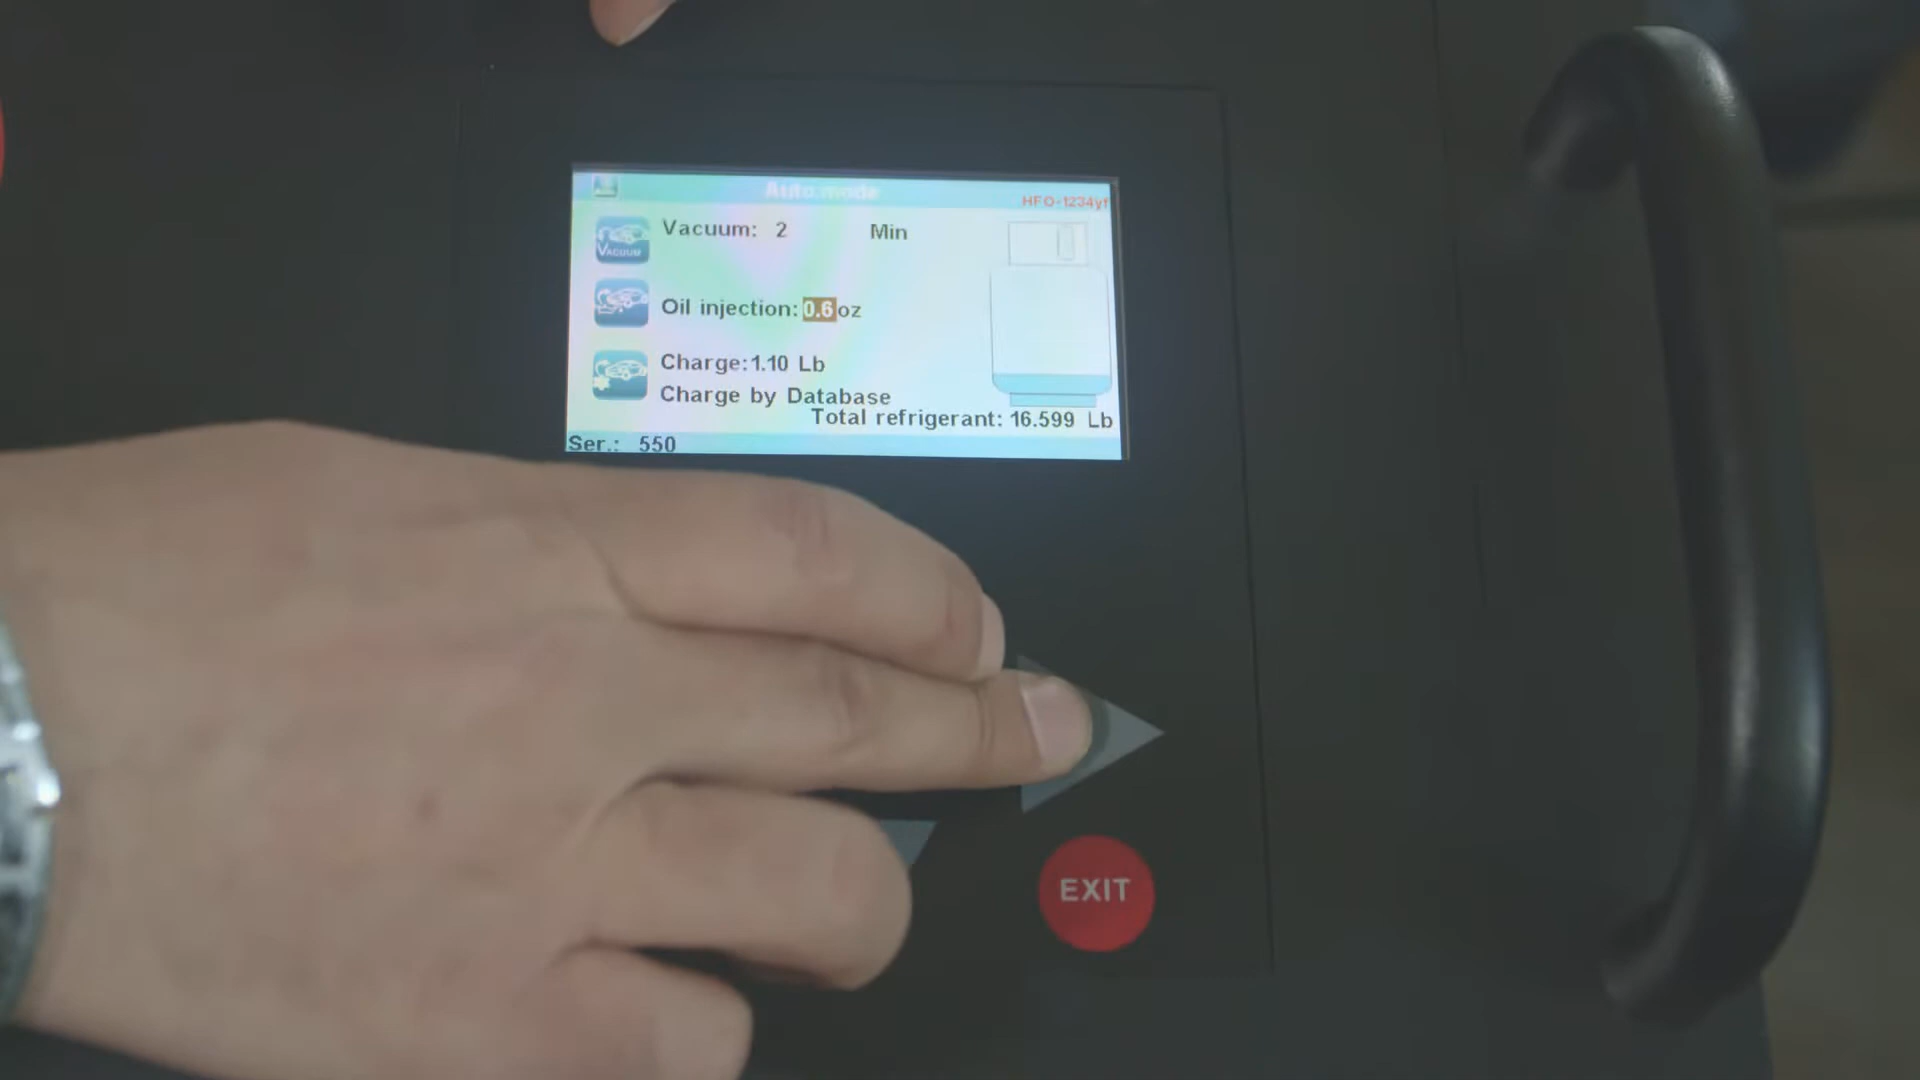 Auto mode
HFO-1234yf
VACUUM
Vacuum: 2 Min
Oil injection: 0.6 oz
Charge:1.10 Lb
Charge by Database
Total refrigerant: 16.599 Lb
Ser.: 550
EXIT